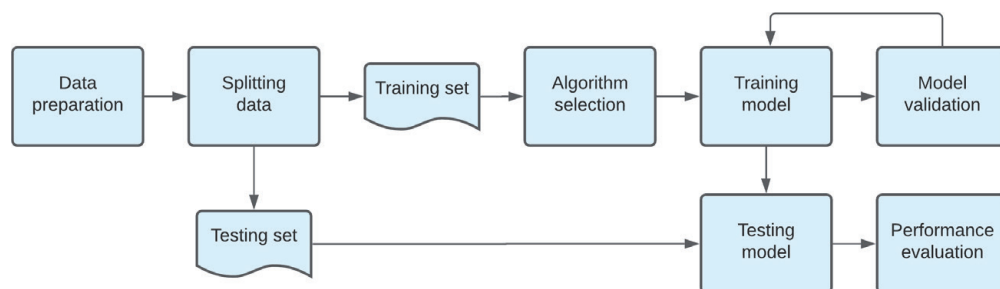 Data
preparation
Splitting
data
Training set
Algorithm
selection
Training
model
Model
validation
Testing set
Testing
model
Performance
evaluation